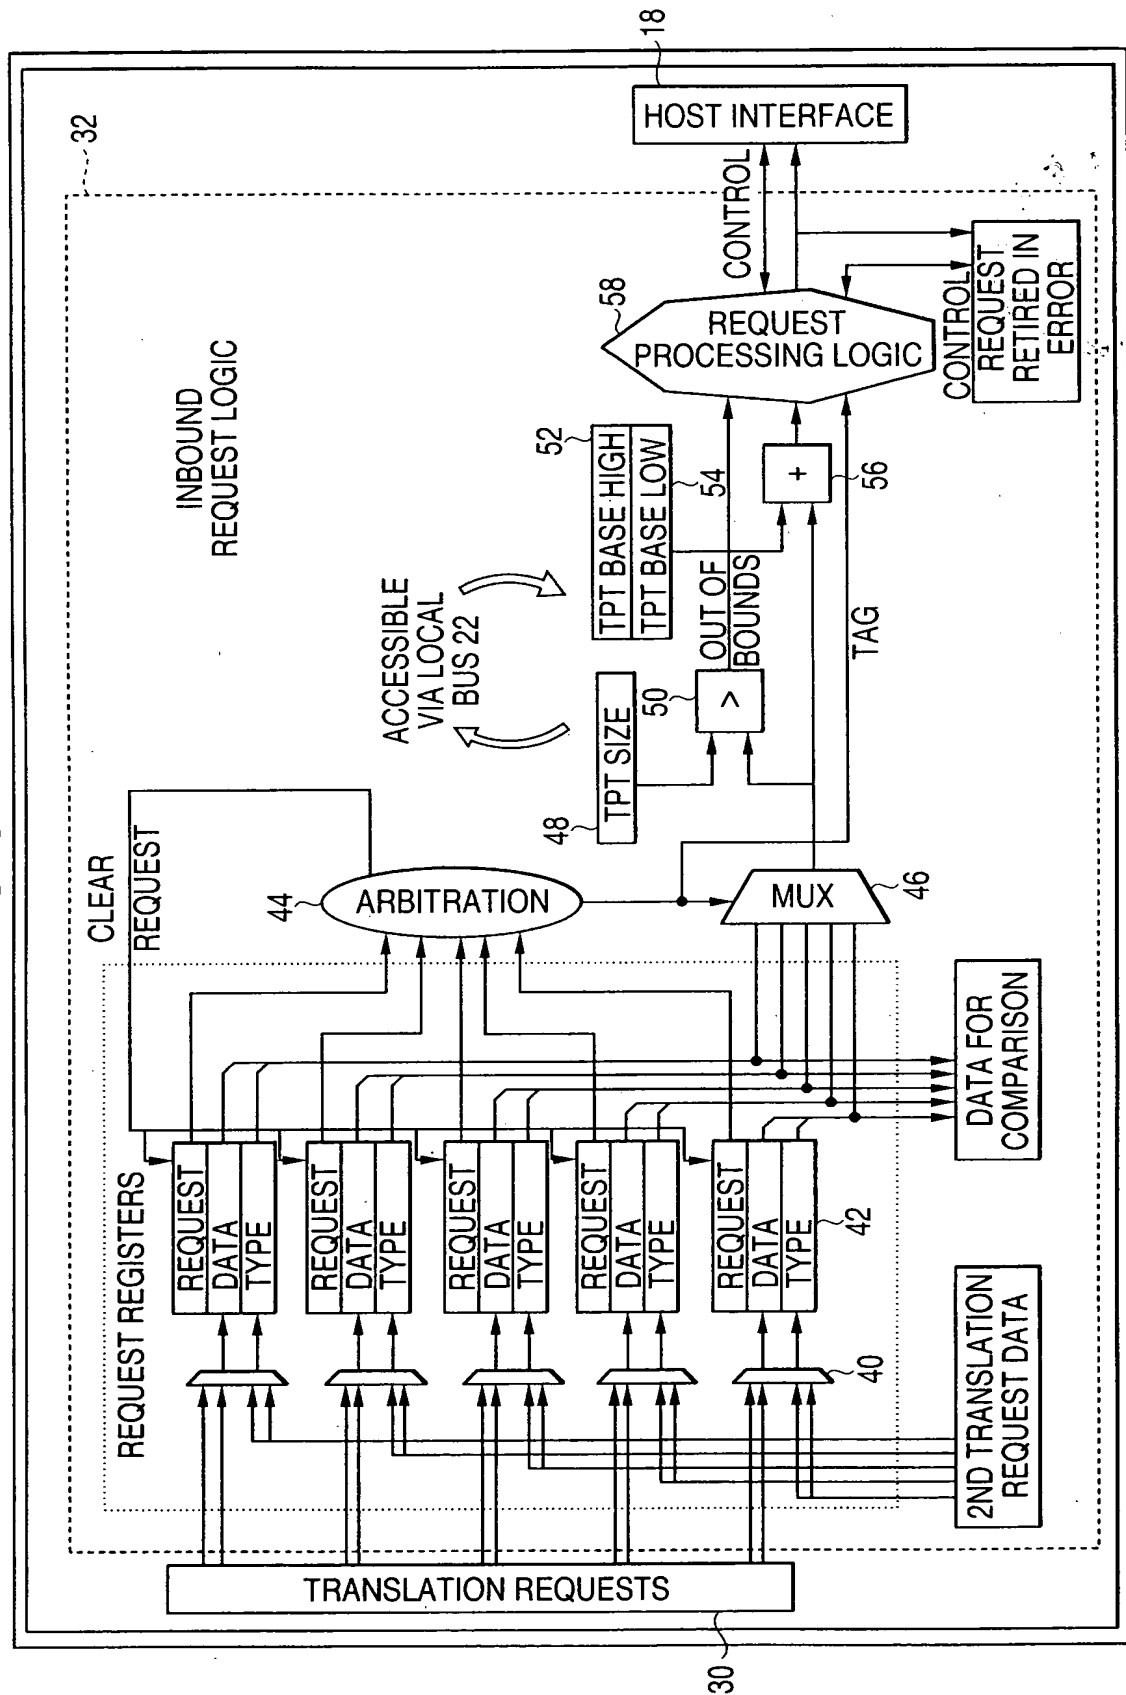 32
18
INBOUND
REQUEST LOGIC
CLEAR
REQUEST
REQUEST REGISTERS
REQUEST
DATA
TYPE
REQUEST
DATA
TYPE
REQUEST
DATA
TYPE
REQUEST
DATA
TYPE
REQUEST
DATA
TYPE
42
40
TRANSLATION REQUESTS
30
44
ARBITRATION
MUX
46
ACCESSIBLE
VIA LOCAL
BUS 22
48
TPT SIZE
50
>
OUT OF
BOUNDS
52
TPT BASE HIGH
TPT BASE LOW
54
+
56
TAG
58
REQUEST
PROCESSING LOGIC
CONTROL
HOST INTERFACE
CONTROL
REQUEST
RETIRED IN
ERROR
DATA FOR
COMPARISON
2ND TRANSLATION
REQUEST DATA